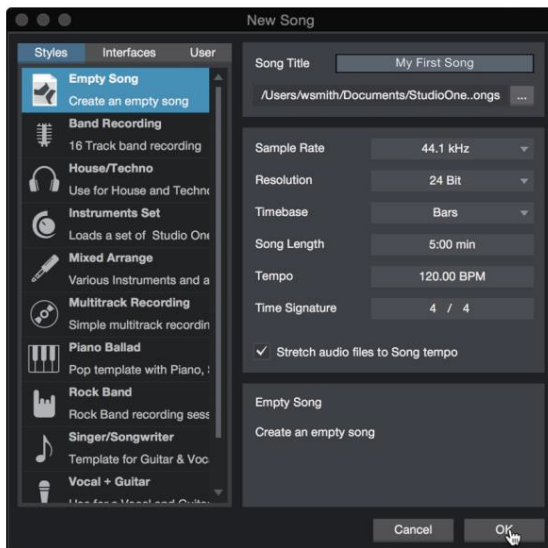 New Song
Styles Interfaces User
Empty Song
Create an empty song
Band Recording
16 Track band recording
House/Techno
Use for House and Techno
Instruments Set
Loads a set of Studio One
Mixed Arrange
Various Instruments and a
Multitrack Recording
Simple multitrack recordin
Piano Ballad
Pop template with Piano,
Rock Band
Rock Band recording sess
Singer/Songwriter
Template for Guitar & Voc
Vocal + Guitar
Song Title My First Song
/Users/wsmith/Documents/StudioOne..ongs ...
Sample Rate 44.1 kHz
Resolution 24 Bit
Timebase Bars
Song Length 5:00 min
Tempo 120.00 BPM
Time Signature 4 / 4
Stretch audio files to Song tempo
Empty Song
Create an empty song
Cancel OK